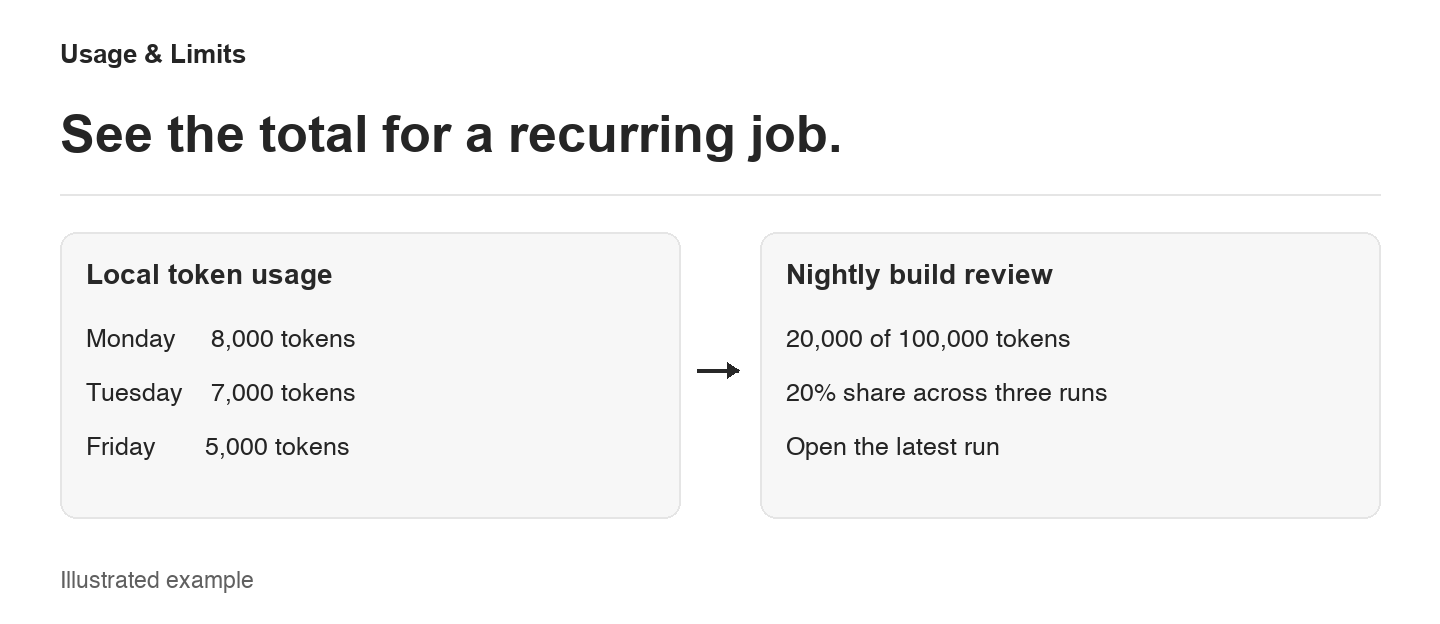 Usage & Limits
See the total for a recurring job.
Local token usage
Monday 8,000 tokens
Tuesday 7,000 tokens
Friday 5,000 tokens
Nightly build review
20,000 of 100,000 tokens
20% share across three runs
Open the latest run
Illustrated example